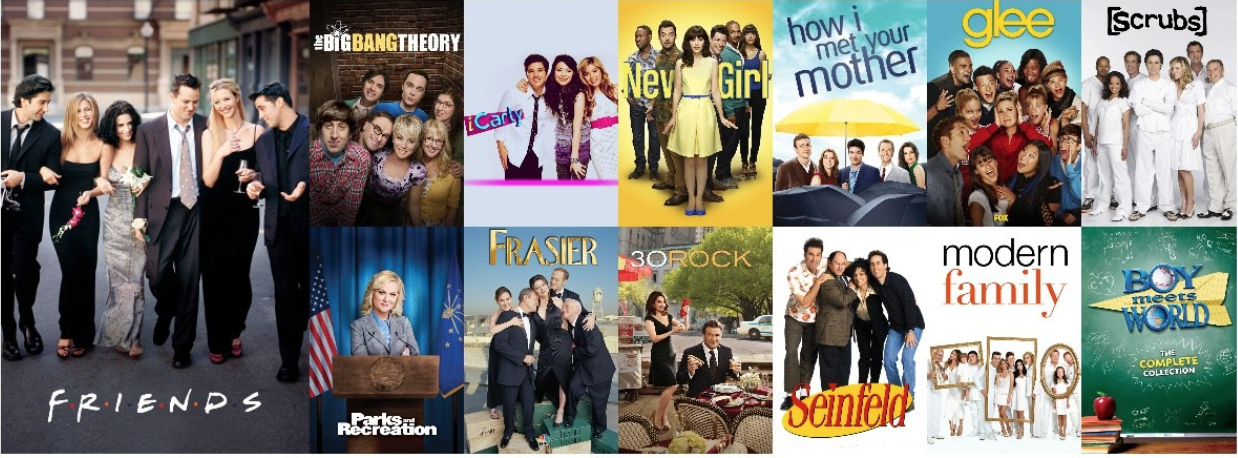 FRIENDS
the BIG BANG THEORY
iCarly
New Girl
how i
met your
mother
glee
FOX
[scrubs]
Parks and
Recreation
FRASIER
30 ROCK
Seinfeld
modern
family
BOY
meets
WORLD
THE
COMPLETE
COLLECTION